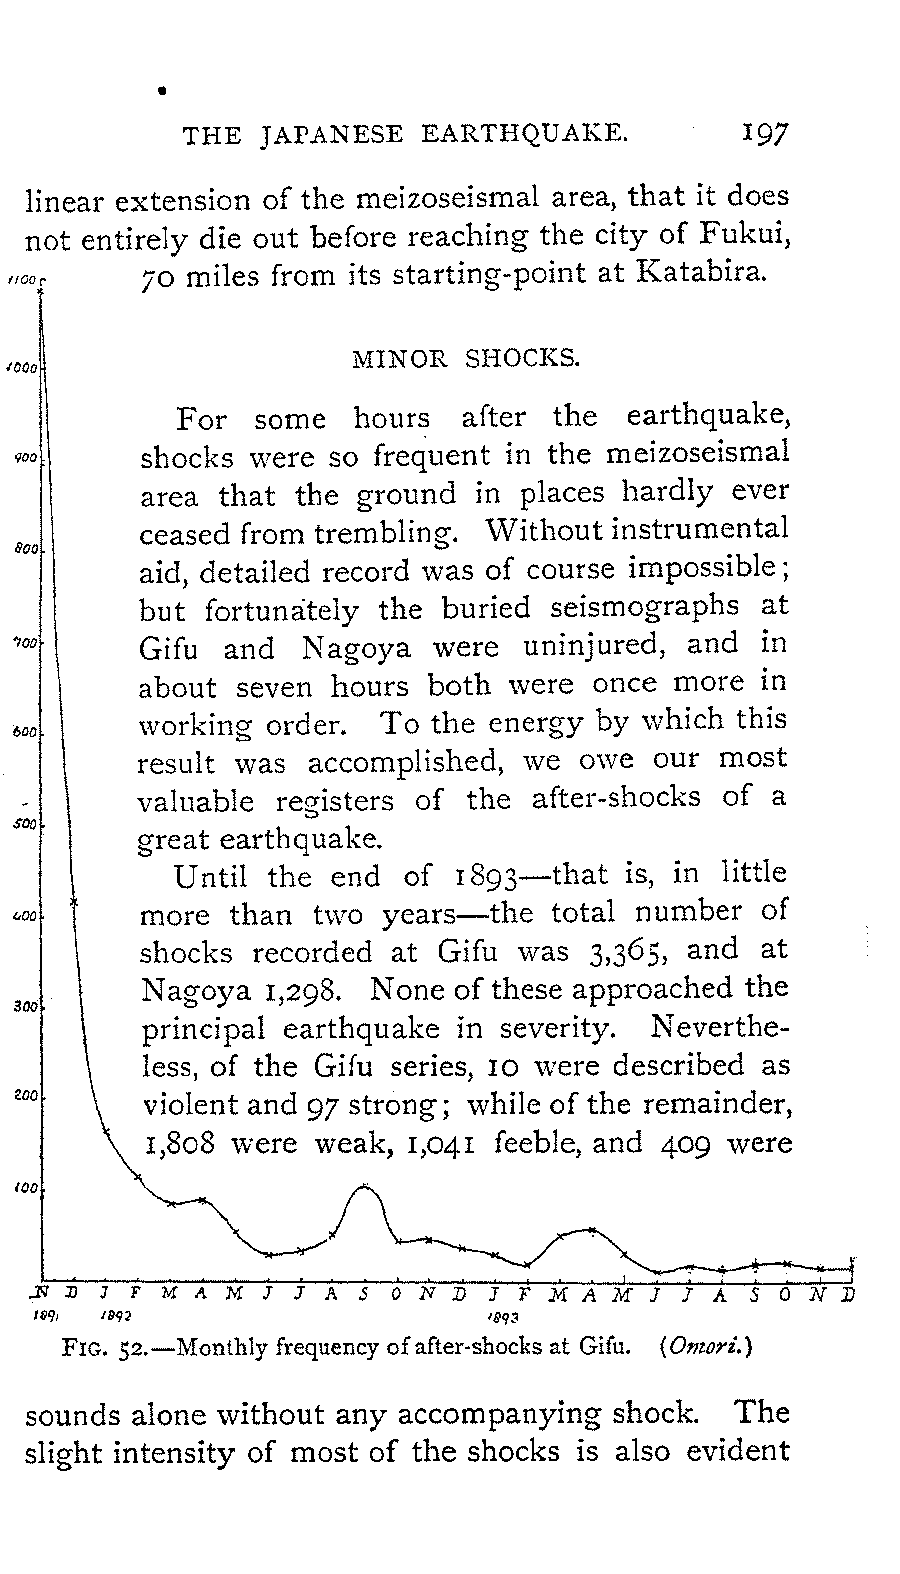 THE JAPANESE EARTHQUAKE. 197
linear extension of the meizoseismal area, that it does
not entirely die out before reaching the city of Fukui,
70 miles from its starting-point at Katabira.
MINOR SHOCKS.
For some hours after the earthquake,
shocks were so frequent in the meizoseismal
area that the ground in places hardly ever
ceased from trembling. Without instrumental
aid, detailed record was of course impossible;
but fortunately the buried seismographs at
Gifu and Nagoya were uninjured, and in
about seven hours both were once more in
working order. To the energy by which this
result was accomplished, we owe our most
valuable registers of the after-shocks of a
great earthquake.
Until the end of 1893—that is, in little
more than two years—the total number of
shocks recorded at Gifu was 3,365, and at
Nagoya 1,298. None of these approached the
principal earthquake in severity. Neverthe-
less, of the Gifu series, 10 were described as
violent and 97 strong; while of the remainder,
1,808 were weak, 1,041 feeble, and 409 were
1100
1000
900
800
700
600
500
400
300
200
100
N D J F M A M J J A S O N D J F M A M J J A S O N D
1891 1892 1893
FIG. 52.—Monthly frequency of after-shocks at Gifu. (Omori.)
sounds alone without any accompanying shock. The
slight intensity of most of the shocks is also evident